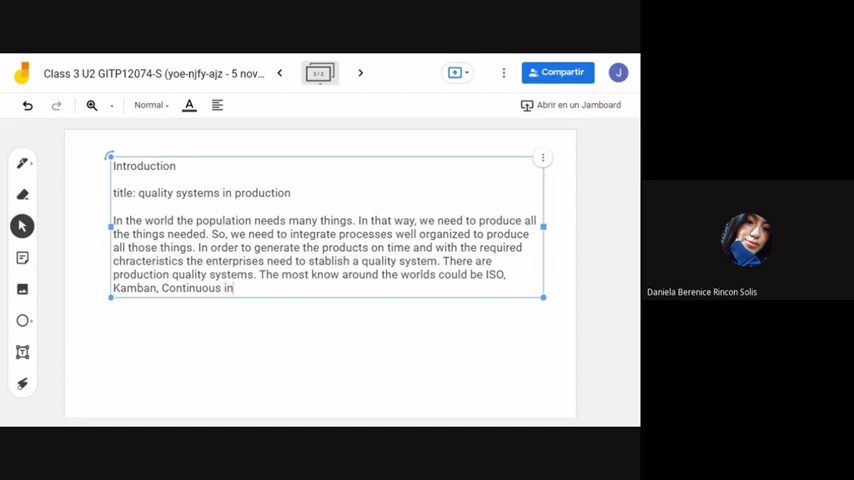 Class 3 U2 GITP12074-S (yoe-njfy-ajz - 5 nov...
2/2
Compartir
J
Normal
A
Abrir en un Jamboard
Introduction
title: quality systems in production
In the world the population needs many things. In that way, we need to produce all
the things needed. So, we need to integrate processes well organized to produce
all those things. In order to generate the products on time and with the required
chracteristics the enterprises need to stablish a quality system. There are
production quality systems. The most know around the worlds could be ISO,
Kamban, Continuous in
Daniela Berenice Rincon Solis